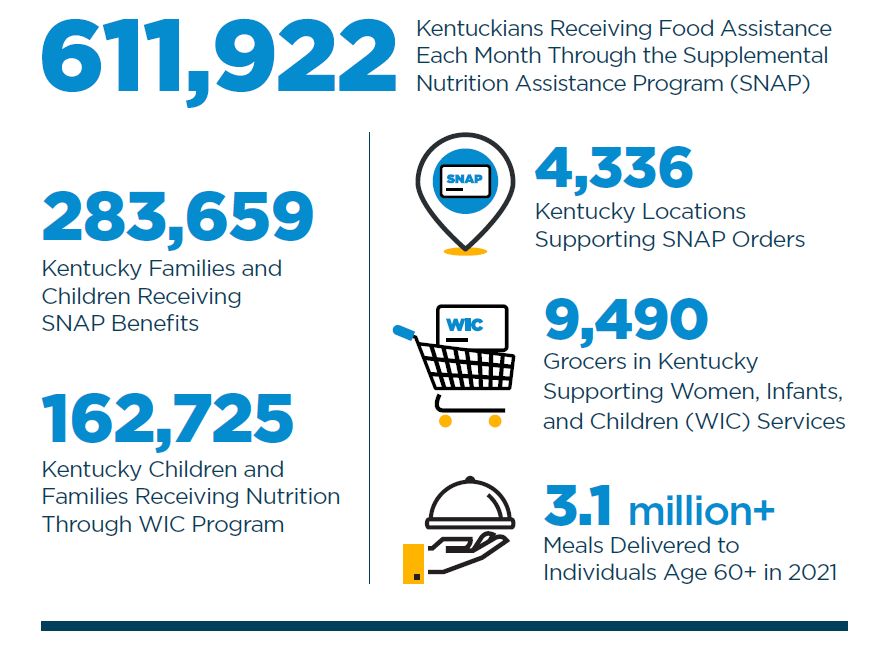 611,922
Kentuckians Receiving Food Assistance
Each Month Through the Supplemental
Nutrition Assistance Program (SNAP)
283,659
Kentucky Families and
Children Receiving
SNAP Benefits
162,725
Kentucky Children and
Families Receiving Nutrition
Through WIC Program
SNAP
4,336
Kentucky Locations
Supporting SNAP Orders
WIC
9,490
Grocers in Kentucky
Supporting Women, Infants,
and Children (WIC) Services
3.1 million+
Meals Delivered to
Individuals Age 60+ in 2021